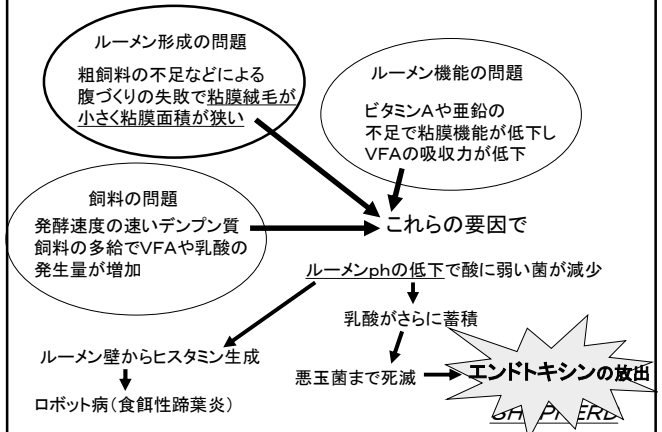 ルーメン形成の問題
粗飼料の不足などによる
腹づくりの失敗で粘膜絨毛が
小さく粘膜面積が狭い
ルーメン機能の問題
ビタミンAや亜鉛の
不足で粘膜機能が低下し
VFAの吸収力が低下
飼料の問題
発酵速度の速いデンプン質
飼料の多給でVFAや乳酸の
発生量が増加
これらの要因で
ルーメンphの低下で酸に弱い菌が減少
乳酸がさらに蓄積
ルーメン壁からヒスタミン生成
悪玉菌まで死滅
エンドトキシンの放出
ロボット病(食餌性蹄葉炎)